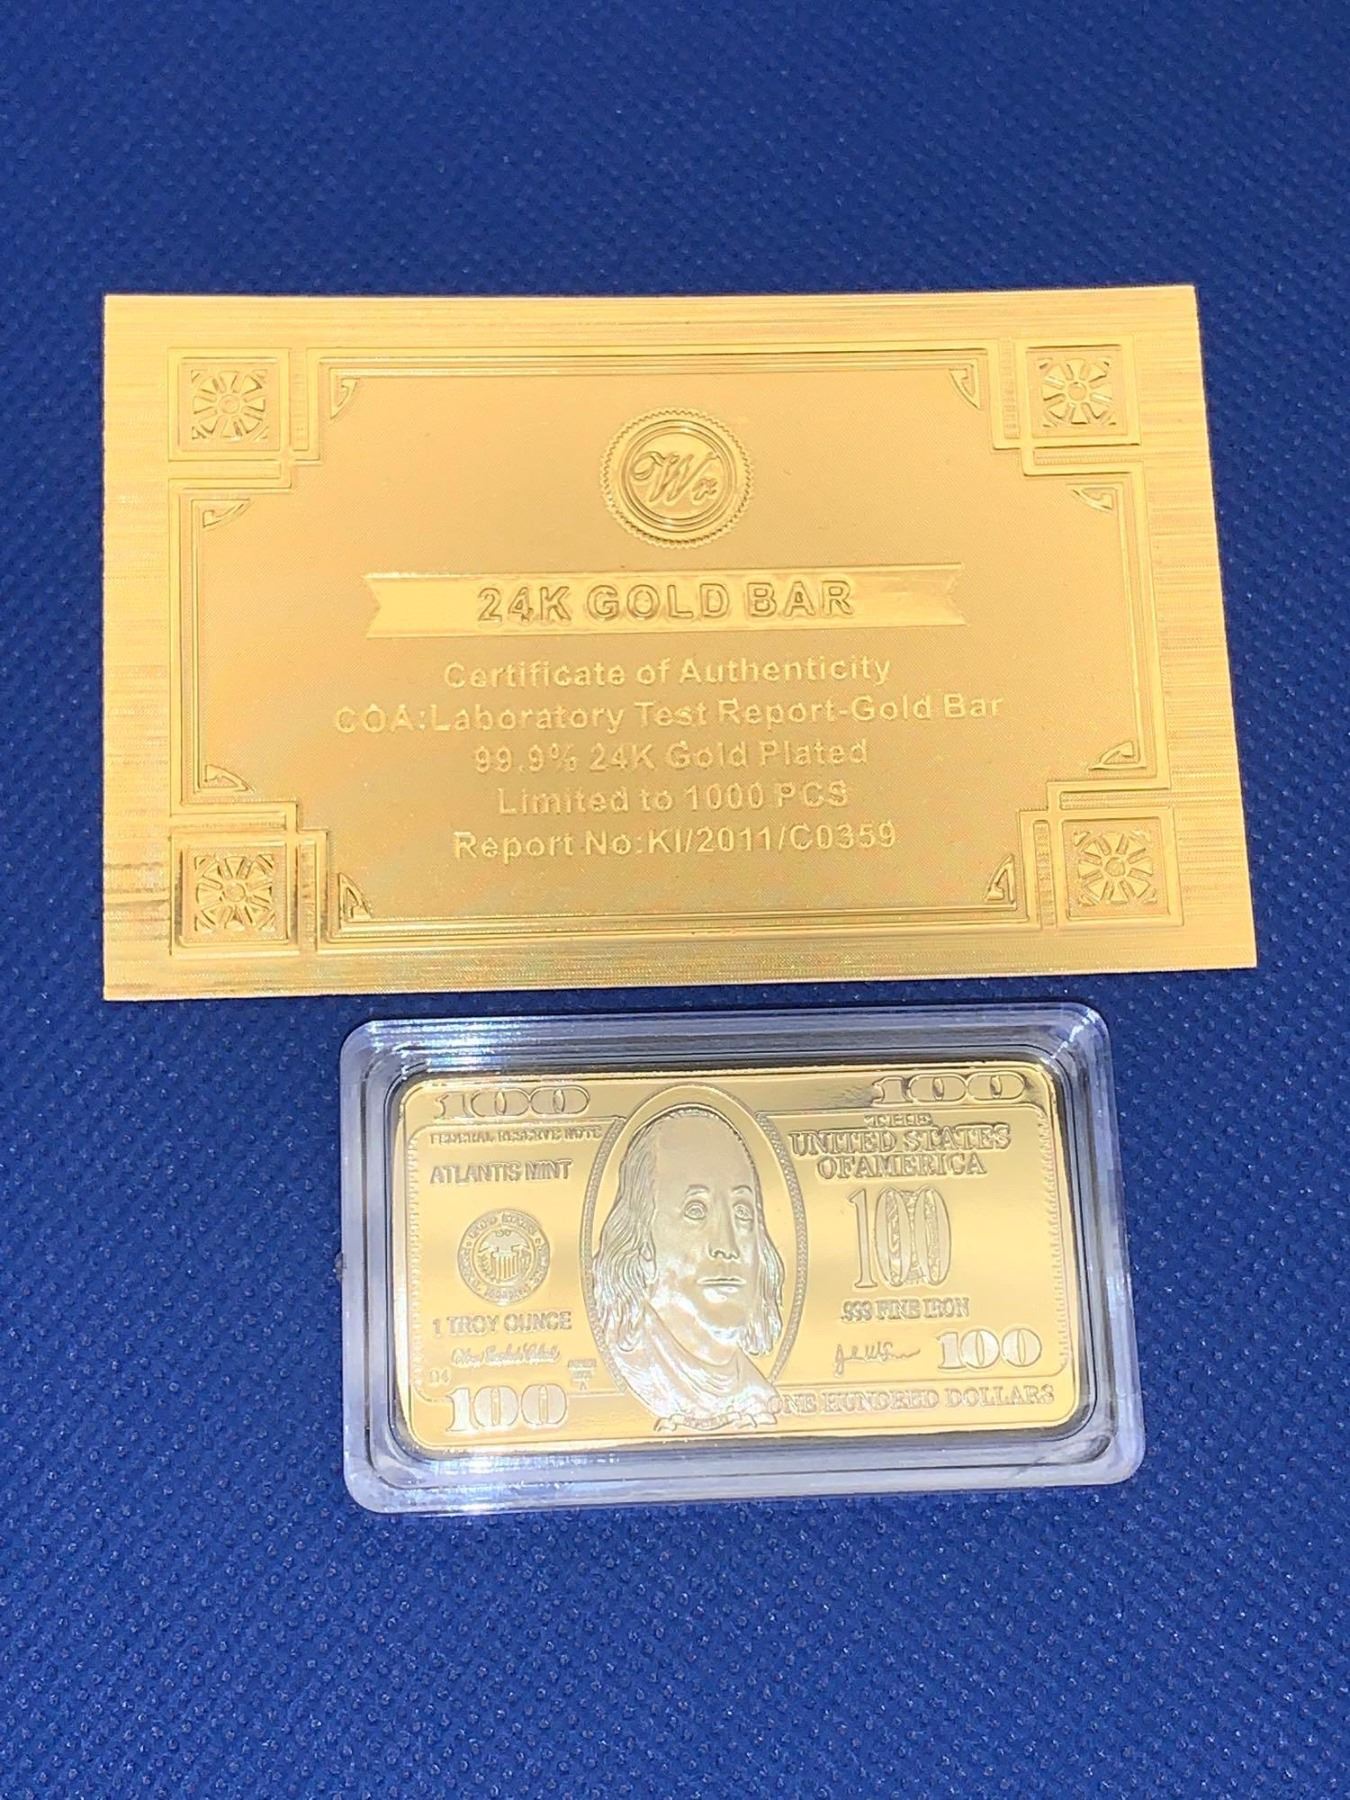 Wr
24K GOLD BAR
Certificate of Authenticity
COA:Laboratory Test Report-Gold Bar
99.9% 24K Gold Plated
Limited to 1000 PCS
Report No:KI/2011/C0359
100
100
FEDERAL RESERVE NOTE
THE
UNITED STATES
OF AMERICA
ATLANTIS MINT
100
.999 FINE IRON
1 TROY OUNCE
100
100
ONE HUNDRED DOLLARS